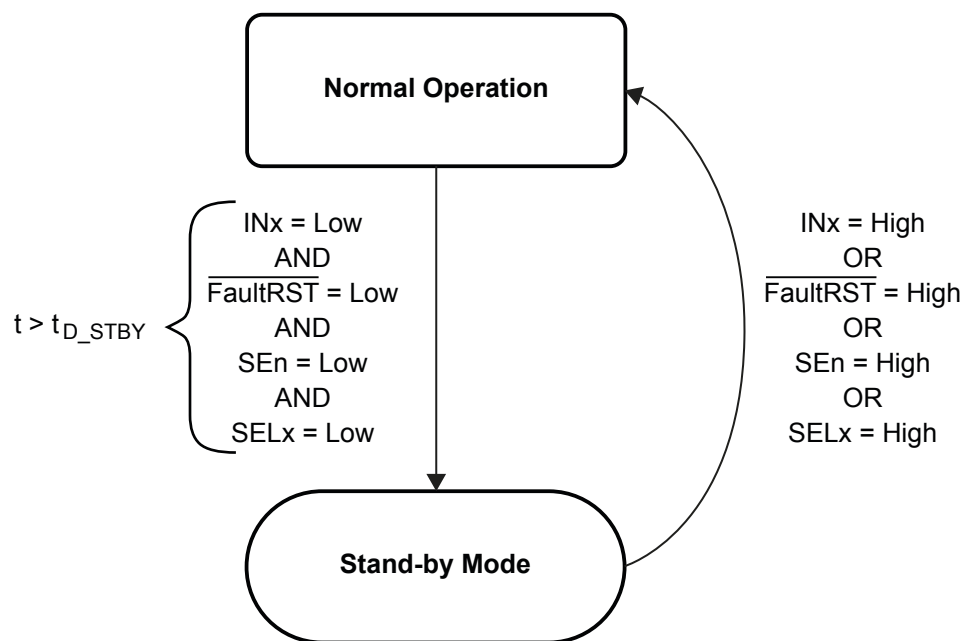 Normal Operation
t > tD_STBY
INx = Low
AND
FaultRST = Low
AND
SEn = Low
AND
SELx = Low
INx = High
OR
FaultRST = High
OR
SEn = High
OR
SELx = High
Stand-by Mode